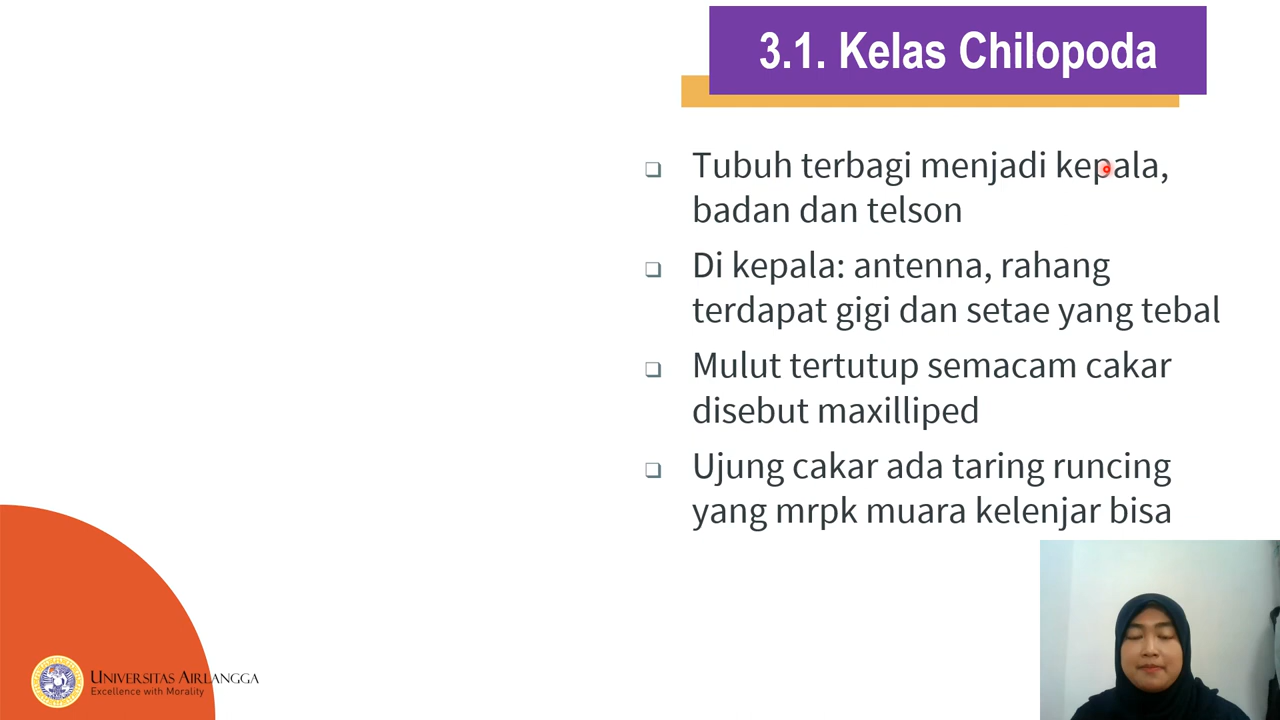 3.1. Kelas Chilopoda
❑ Tubuh terbagi menjadi kepala,
badan dan telson
❑ Di kepala: antenna, rahang
terdapat gigi dan setae yang tebal
❑ Mulut tertutup semacam cakar
disebut maxilliped
❑ Ujung cakar ada taring runcing
yang mrpk muara kelenjar bisa
UNIVERSITAS AIRLANGGA
Excellence with Morality